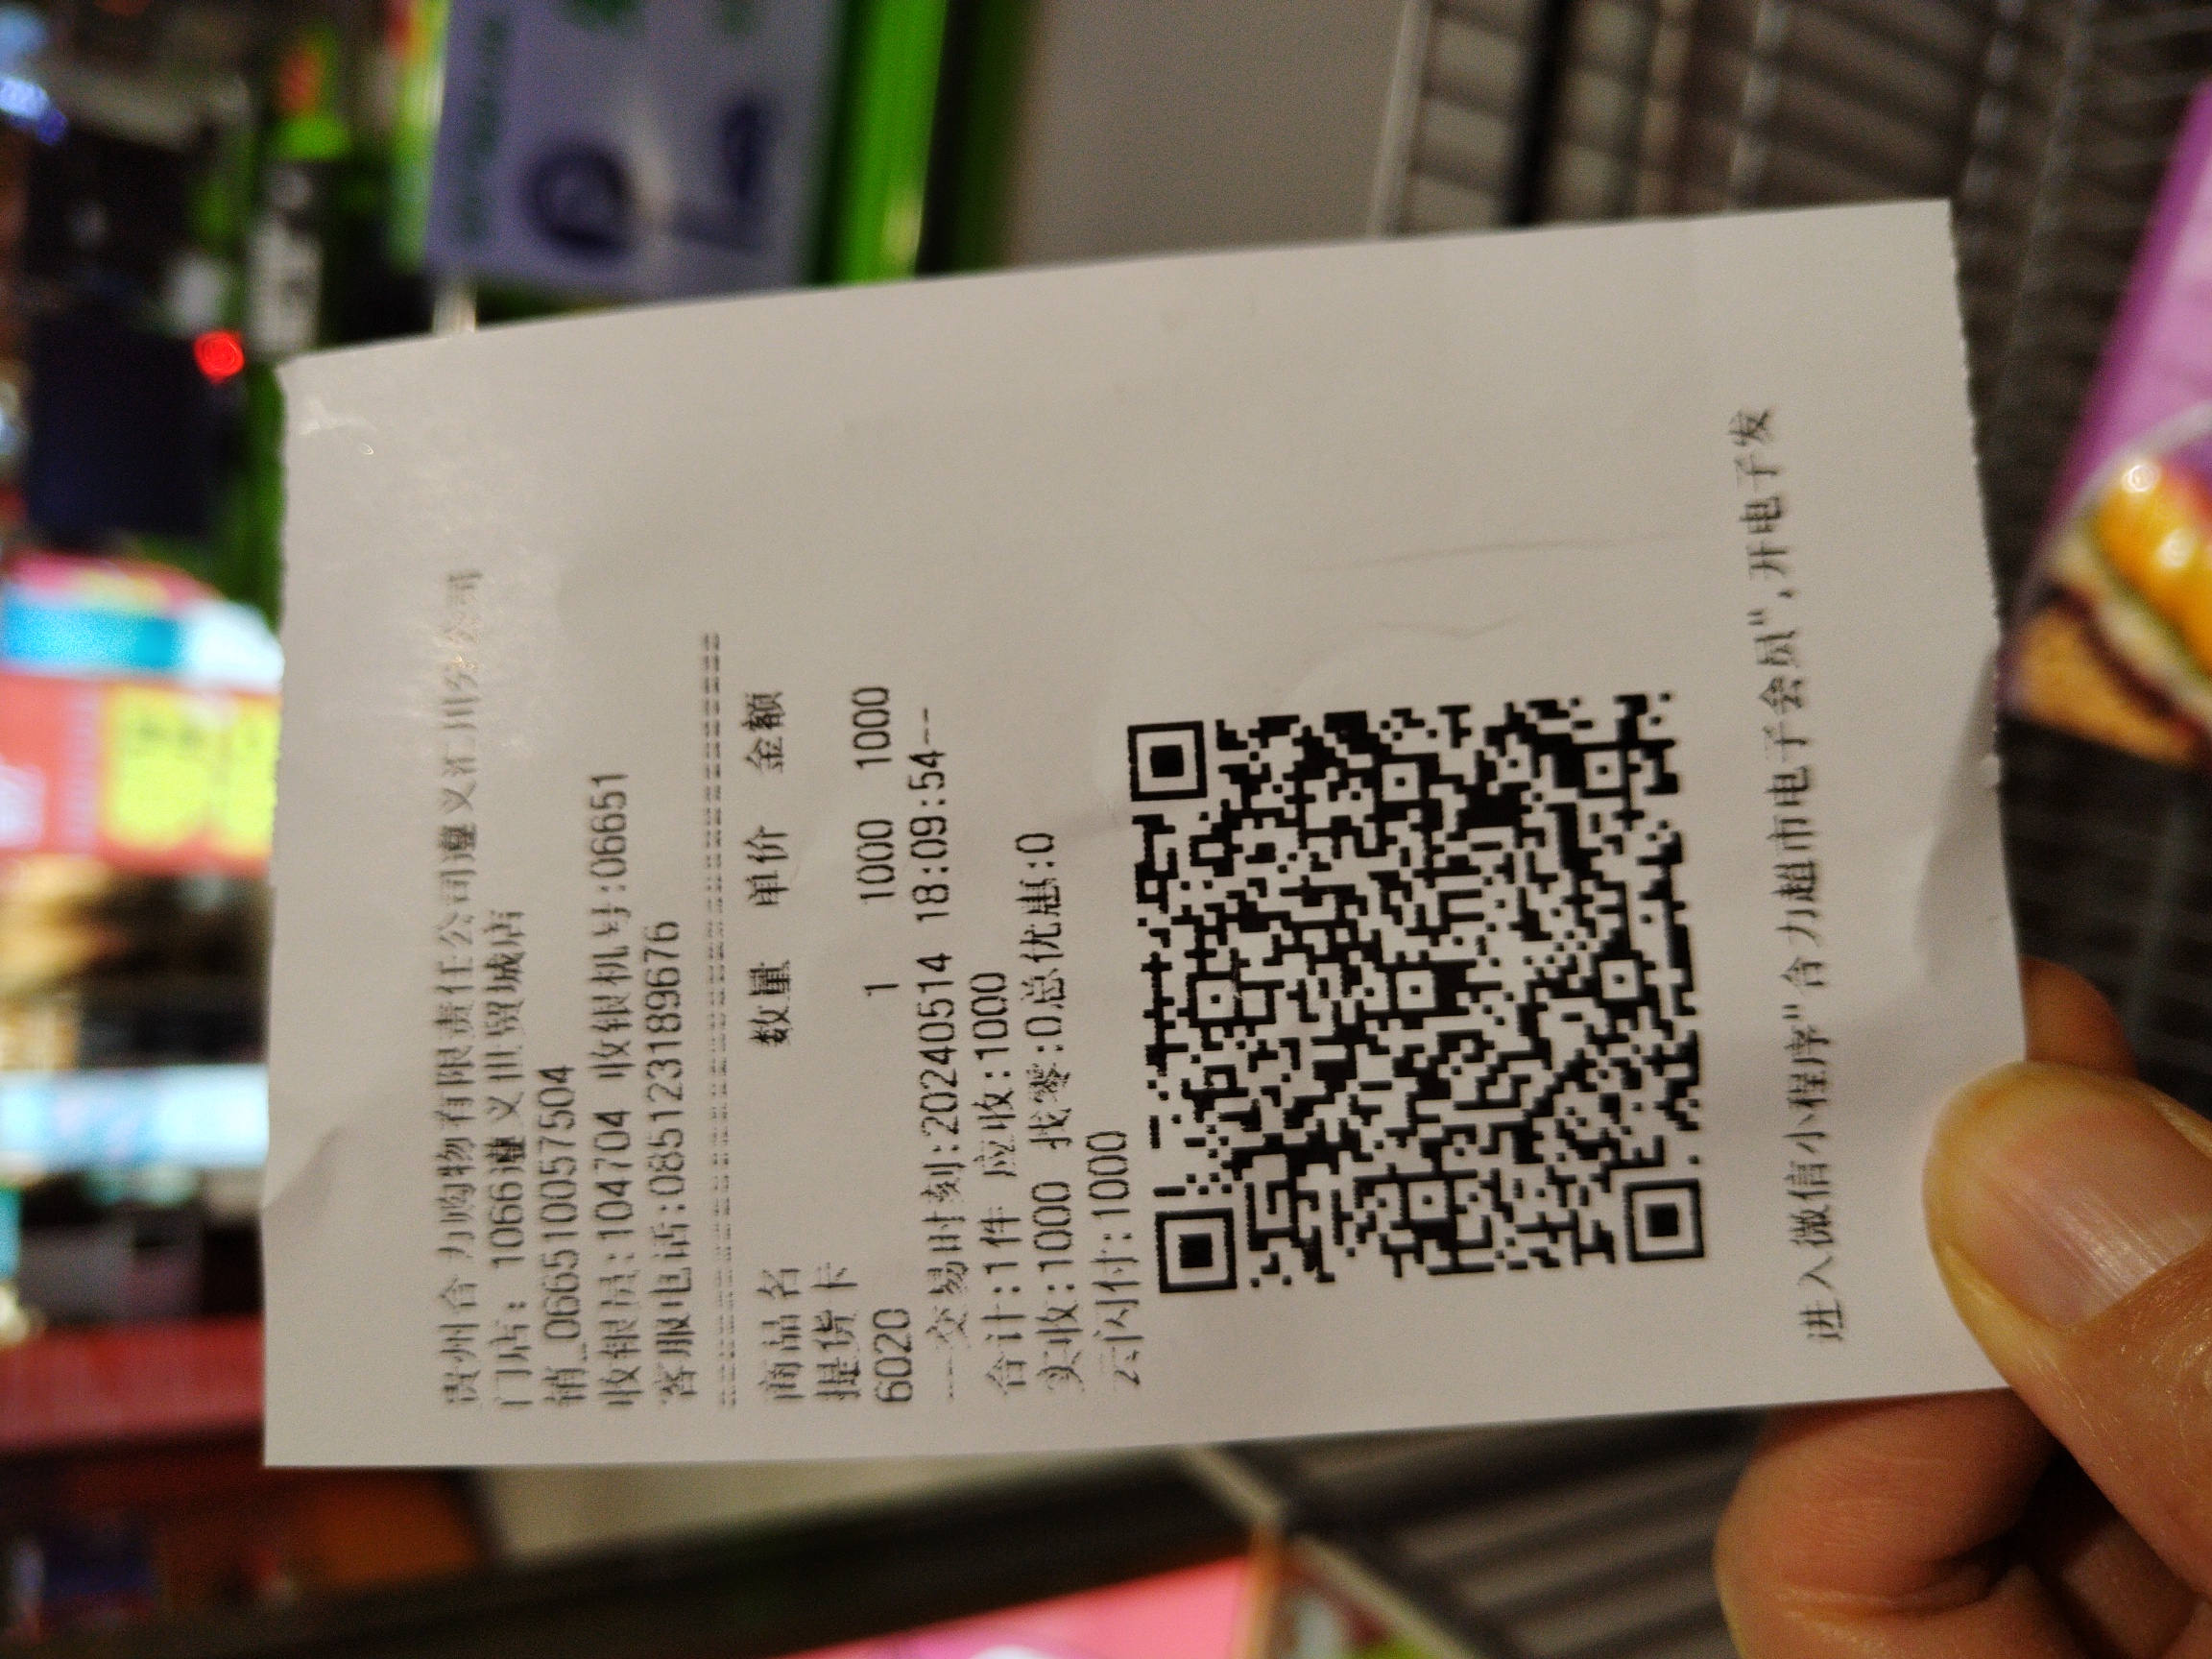 贵州合力购物有限责任公司遵义汇川分公司
门店: 1066遵义世贸城店
销_066510057504
收银员:104704 收银机号:06651
客服电话:085123189676
商品名 数量 单价 金额
提货卡
6020 1 1000 1000
---交易时刻:20240514 18:09:54--
合计:1件 应收:1000
实收:1000 找零:0总优惠:0
云闪付:1000
进入微信小程序"合力超市电子会员",开电子发